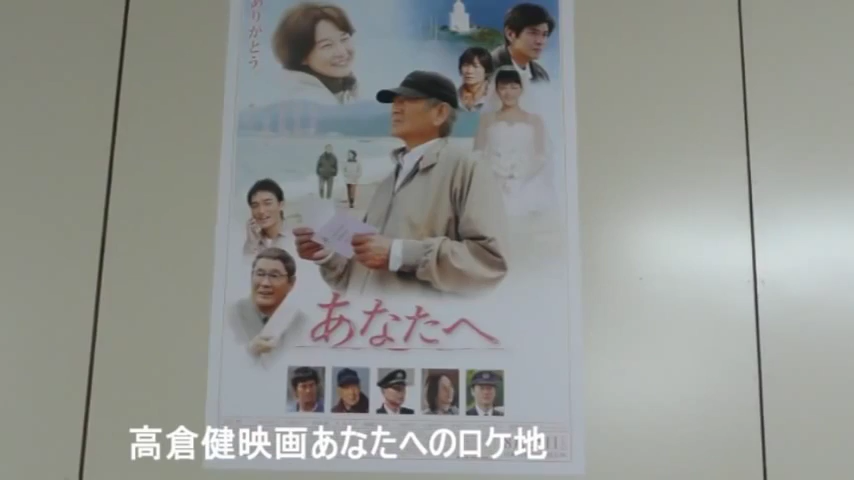 ありがとう。
あなたへ
高倉健映画あなたへのロケ地